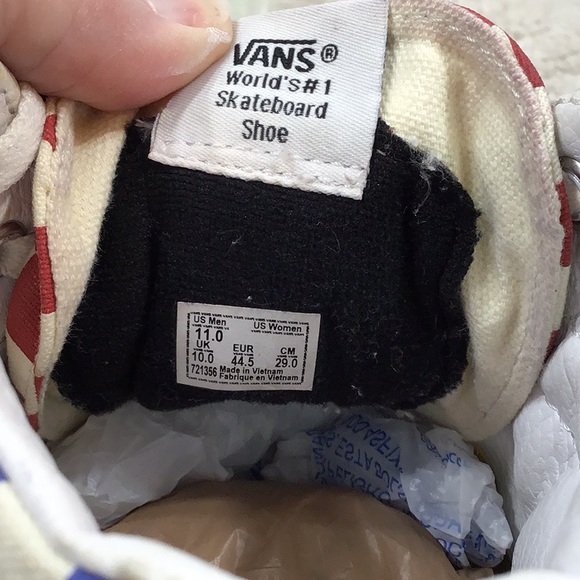 VANS®
World's#1
Skateboard
Shoe
US Men US Women
11.0
UK EUR CM
10.0 44.5 29.0
721356 Made in Vietnam
Fabrique en Vietnam